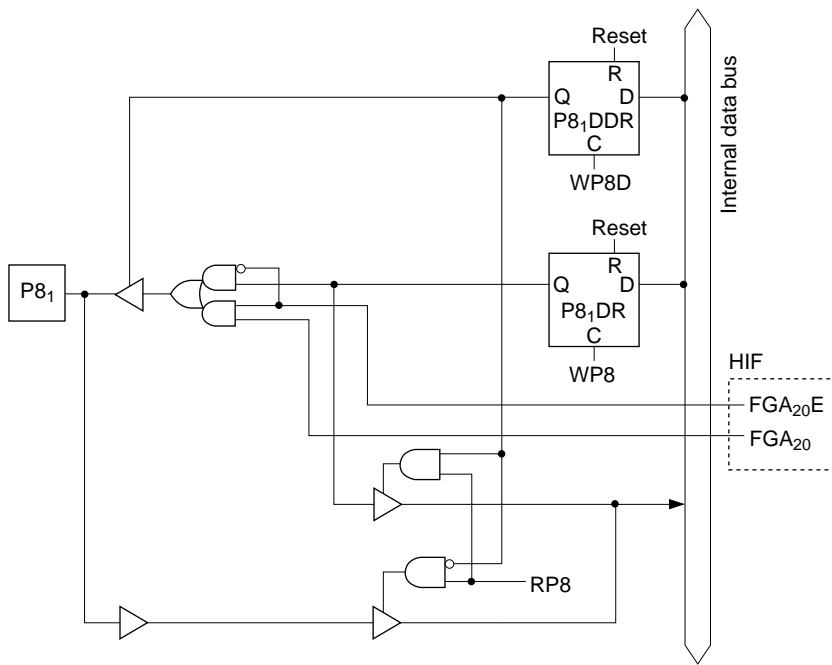 Reset
R
Q D
P8₁DDR
C
WP8D
Internal data bus
Reset
R
Q D
P8₁DR
C
WP8
P8₁
HIF
FGA₂₀E
FGA₂₀
RP8